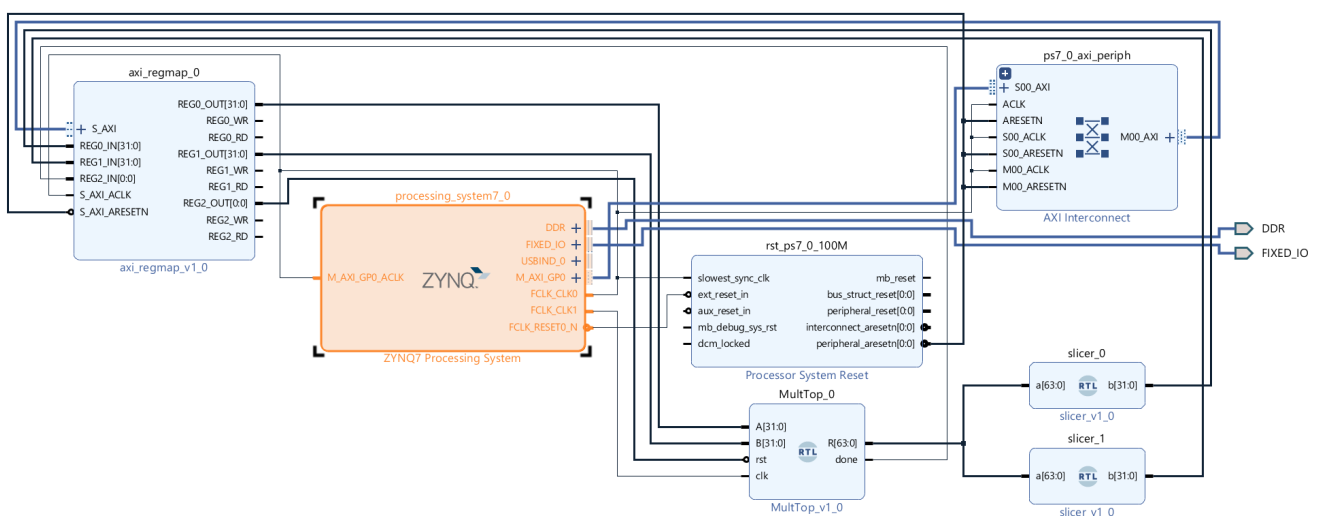 axi_regmap_0
S_AXI
REG0_IN[31:0]
REG1_IN[31:0]
REG2_IN[0:0]
S_AXI_ACLK
S_AXI_ARESETN
REG0_OUT[31:0]
REG0_WR
REG0_RD
REG1_OUT[31:0]
REG1_WR
REG1_RD
REG2_OUT[0:0]
REG2_WR
REG2_RD
axi_regmap_v1_0
processing_system7_0
M_AXI_GP0_ACLK
ZYNQ
DDR
FIXED_IO
USBIND_0
M_AXI_GP0
FCLK_CLK0
FCLK_CLK1
FCLK_RESET0_N
ZYNQ7 Processing System
ps7_0_axi_periph
S00_AXI
ACLK
ARESETN
S00_ACLK
S00_ARESETN
M00_ACLK
M00_ARESETN
M00_AXI
AXI Interconnect
DDR
FIXED_IO
rst_ps7_0_100M
slowest_sync_clk
ext_reset_in
aux_reset_in
mb_debug_sys_rst
dcm_locked
mb_reset
bus_struct_reset[0:0]
peripheral_reset[0:0]
interconnect_aresetn[0:0]
peripheral_aresetn[0:0]
Processor System Reset
MultTop_0
A[31:0]
B[31:0]
rst
clk
RTL
R[63:0]
done
MultTop_v1_0
slicer_0
a[63:0]
RTL
b[31:0]
slicer_v1_0
slicer_1
a[63:0]
RTL
b[31:0]
slicer_v1_0